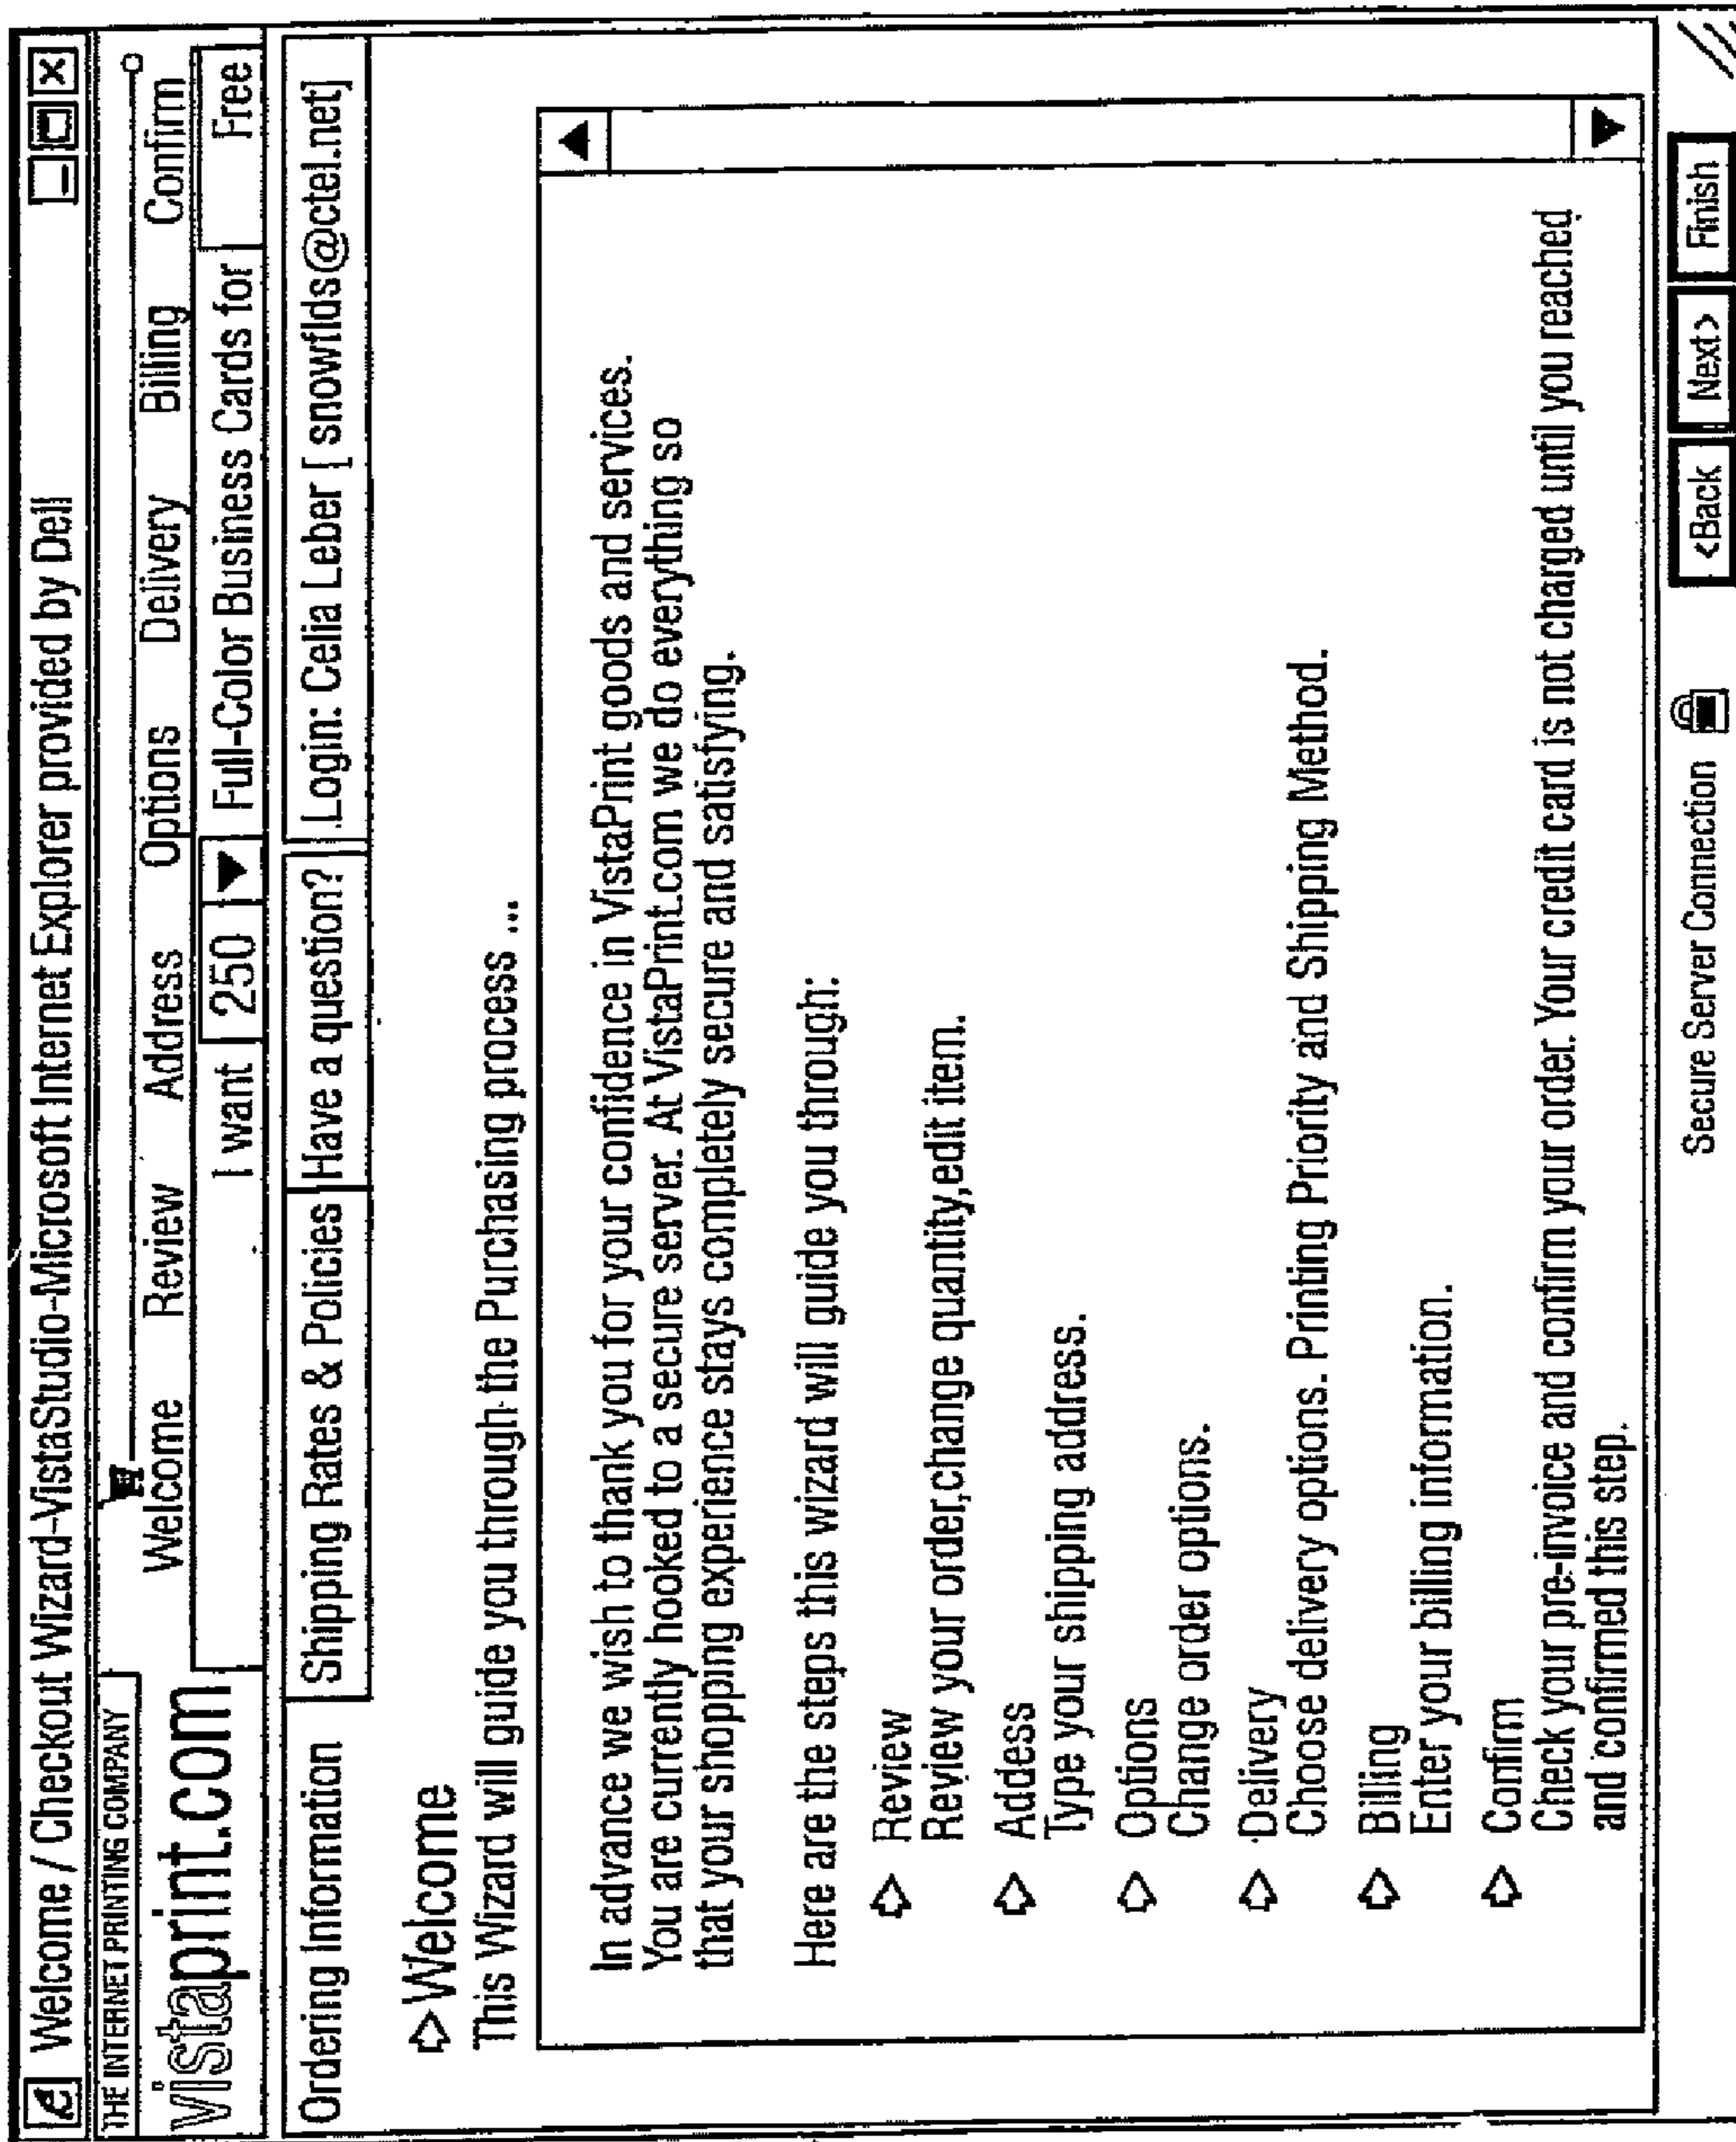 Welcome / Checkout Wizard-VistaStudio-Microsoft Internet Explorer provided by Dell
THE INTERNET PRINTING COMPANY
vistaprint.com
Welcome Review Address Options Delivery Billing Confirm
I want 250 Full-Color Business Cards for Free
Ordering Information Shipping Rates & Policies Have a question? Login: Celia Leber [ snowflds@ctel.net]
Welcome
This Wizard will guide you through the Purchasing process ...
In advance we wish to thank you for your confidence in VistaPrint goods and services.
You are currently hooked to a secure server. At VistaPrint.com we do everything so
that your shopping experience stays completely secure and satisfying.
Here are the steps this wizard will guide you through:
Review
Review your order,change quantity,edit item.
Addess
Type your shipping address.
Options
Change order options.
Delivery
Choose delivery options. Printing Priority and Shipping Method.
Billing
Enter your billing information.
Confirm
Check your pre-invoice and confirm your order. Your credit card is not charged until you reached
and confirmed this step.
Secure Server Connection <Back Next> Finish